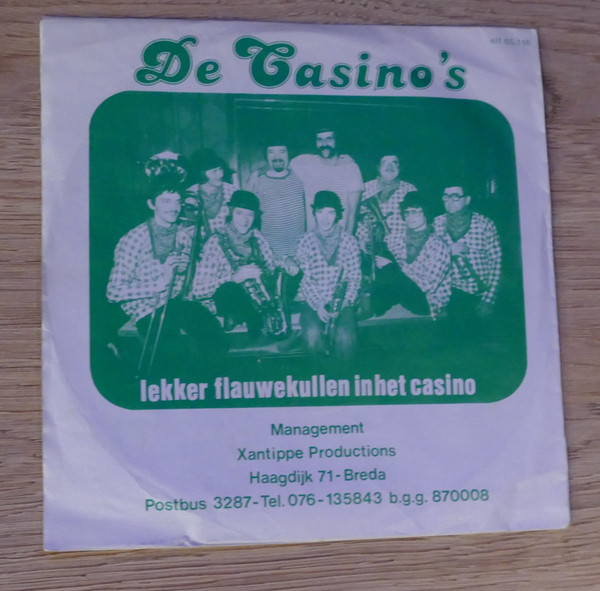 De Casino's
lekker flauwekullen in het casino
Management
Xantippe Productions
Haagdijk 71 - Breda
Postbus 3287 - Tel. 076 - 135843 b.g.g. 870008